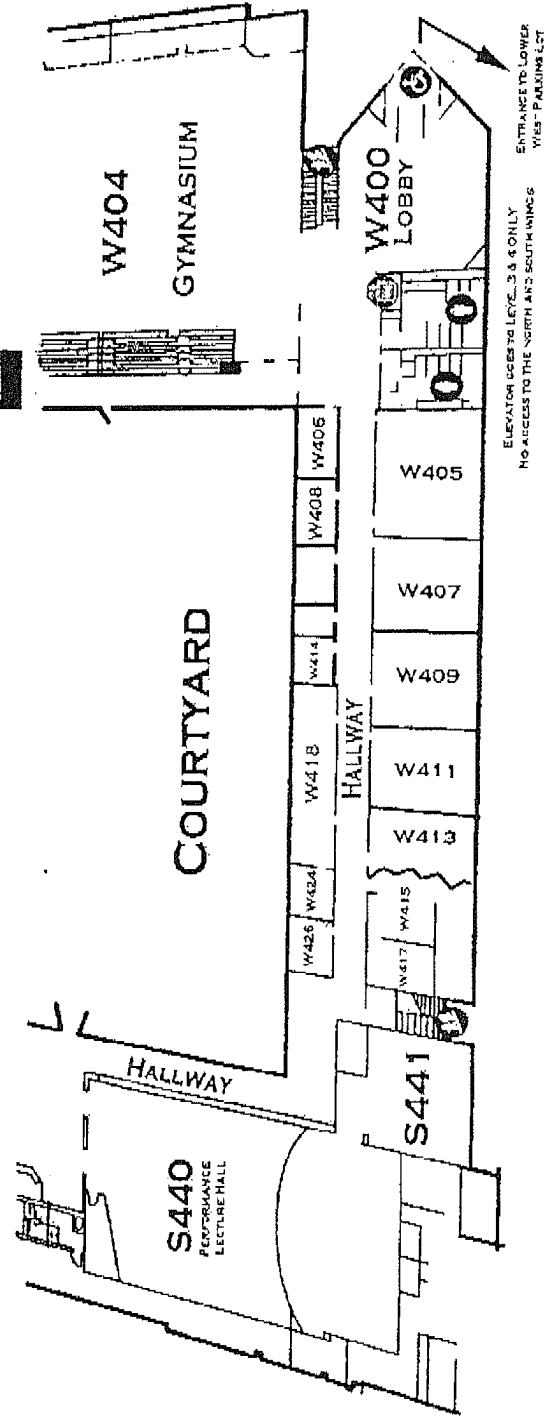 W404
GYMNASIUM
W400
LOBBY
ENTRANCE TO LOWER
WEST PARKING LOT
ELEVATOR GOES TO LEVELS 3 & 4 ONLY
NO ACCESS TO THE NORTH AND SOUTH WINGS
W406
W408
W414
W418
W424
W426
COURTYARD
HALLWAY
W405
W407
W409
W411
W413
W415
W417
HALLWAY
S441
S440
PERFORMANCE
LECTURE HALL